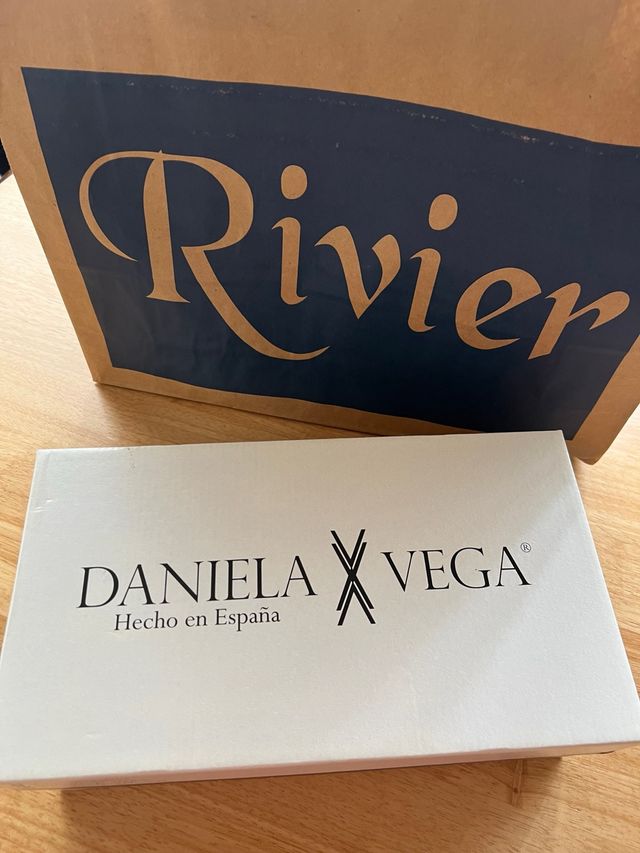 Rivier
DANIELA VEGA®
Hecho en España